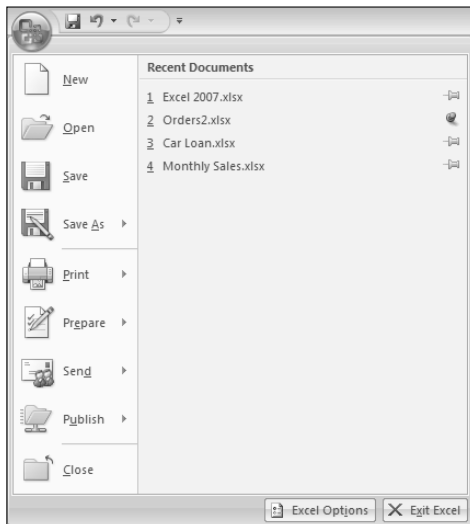 Recent Documents
New
1 Excel 2007.xlsx
2 Orders2.xlsx
Open
3 Car Loan.xlsx
4 Monthly Sales.xlsx
Save
Save As
Print
Prepare
Send
Publish
Close
Excel Options
Exit Excel